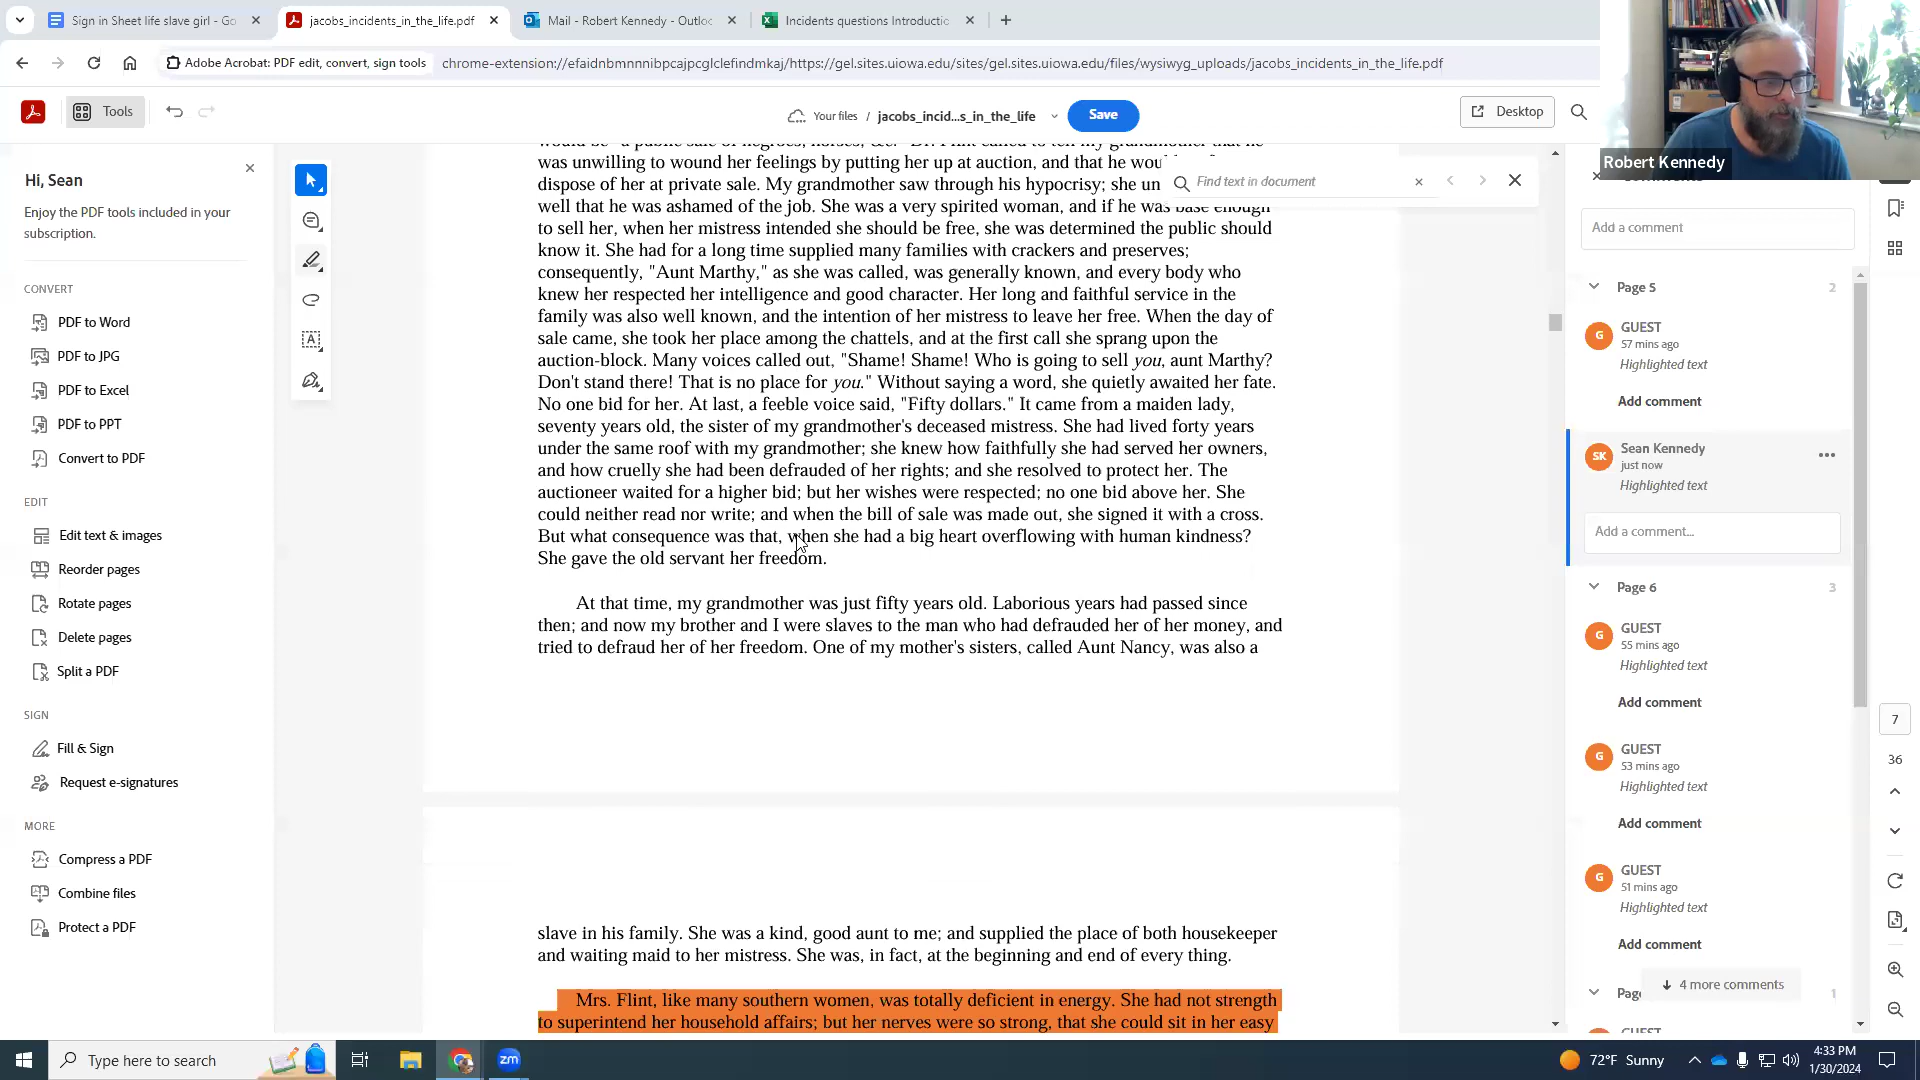 Sign in Sheet life slave girl - Go
jacobs_incidents_in_the_life.pdf
Mail - Robert Kennedy - Outloo
Incidents questions Introductio
Adobe Acrobat: PDF edit, convert, sign tools
chrome-extension://efaidnbmnnnibpcajpcglclefindmkaj/https://gel.sites.uiowa.edu/sites/gel.sites.uiowa.edu/files/wysiwyg_uploads/jacobs_incidents_in_the_life.pdf
Tools
Your files / jacobs_incid...s_in_the_life
Save
Desktop
Robert Kennedy
Hi, Sean
Enjoy the PDF tools included in your
subscription.
CONVERT
PDF to Word
PDF to JPG
PDF to Excel
PDF to PPT
Convert to PDF
EDIT
Edit text & images
Reorder pages
Rotate pages
Delete pages
Split a PDF
SIGN
Fill & Sign
Request e-signatures
MORE
Compress a PDF
Combine files
Protect a PDF
Find text in document
was unwilling to wound her feelings by putting her up at auction, and that he would
dispose of her at private sale. My grandmother saw through his hypocrisy; she un
well that he was ashamed of the job. She was a very spirited woman, and if he was base enough
to sell her, when her mistress intended she should be free, she was determined the public should
know it. She had for a long time supplied many families with crackers and preserves;
consequently, "Aunt Marthy," as she was called, was generally known, and every body who
knew her respected her intelligence and good character. Her long and faithful service in the
family was also well known, and the intention of her mistress to leave her free. When the day of
sale came, she took her place among the chattels, and at the first call she sprang upon the
auction-block. Many voices called out, "Shame! Shame! Who is going to sell you, aunt Marthy?
Don't stand there! That is no place for you." Without saying a word, she quietly awaited her fate.
No one bid for her. At last, a feeble voice said, "Fifty dollars." It came from a maiden lady,
seventy years old, the sister of my grandmother's deceased mistress. She had lived forty years
under the same roof with my grandmother; she knew how faithfully she had served her owners,
and how cruelly she had been defrauded of her rights; and she resolved to protect her. The
auctioneer waited for a higher bid; but her wishes were respected; no one bid above her. She
could neither read nor write; and when the bill of sale was made out, she signed it with a cross.
But what consequence was that, when she had a big heart overflowing with human kindness?
She gave the old servant her freedom.
At that time, my grandmother was just fifty years old. Laborious years had passed since
then; and now my brother and I were slaves to the man who had defrauded her of her money, and
tried to defraud her of her freedom. One of my mother's sisters, called Aunt Nancy, was also a
slave in his family. She was a kind, good aunt to me; and supplied the place of both housekeeper
and waiting maid to her mistress. She was, in fact, at the beginning and end of every thing.
Mrs. Flint, like many southern women, was totally deficient in energy. She had not strength
to superintend her household affairs; but her nerves were so strong, that she could sit in her easy
Add a comment
Page 5
2
G
GUEST
57 mins ago
Highlighted text
Add comment
SK
Sean Kennedy
just now
Highlighted text
Add a comment...
Page 6
3
G
GUEST
55 mins ago
Highlighted text
Add comment
G
GUEST
53 mins ago
Highlighted text
Add comment
G
GUEST
51 mins ago
Highlighted text
Add comment
4 more comments
1
7
36
Type here to search
zm
72°F Sunny
4:33 PM
1/30/2024